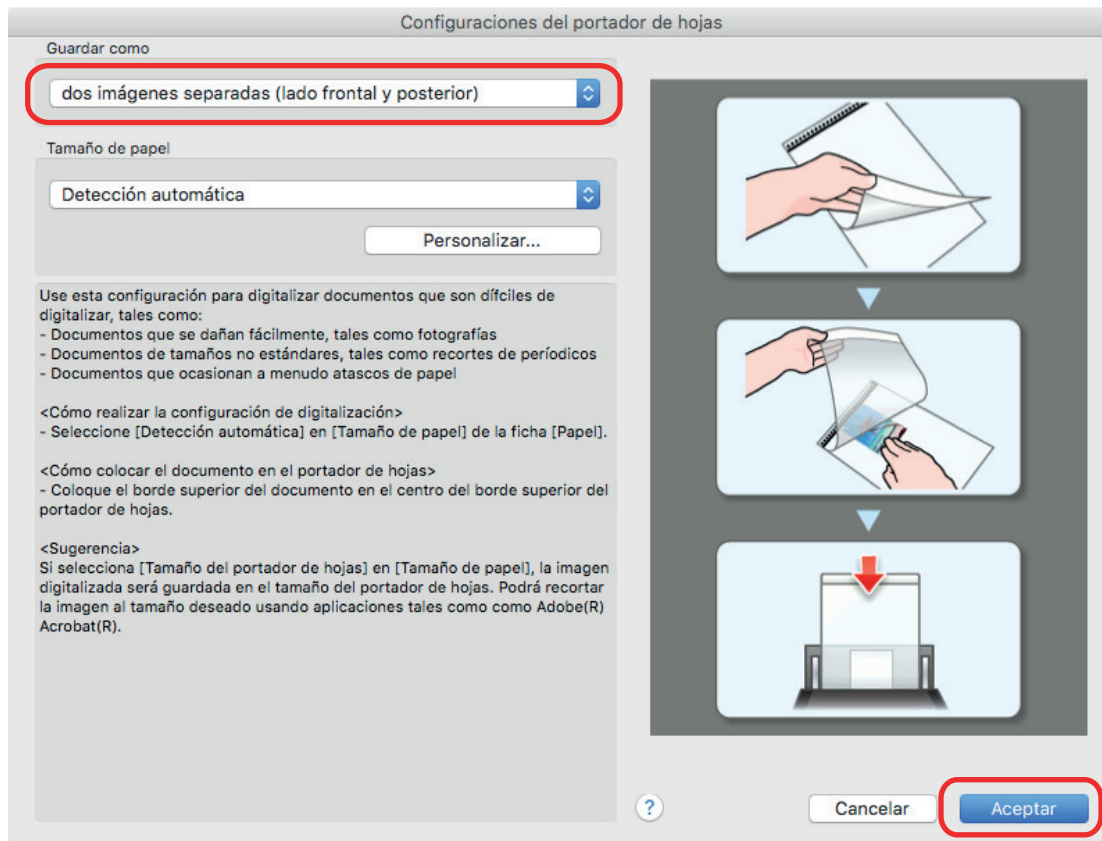 Configuraciones del portador de hojas
Guardar como
dos imágenes separadas (lado frontal y posterior)
Tamaño de papel
Detección automática
Personalizar...
Use esta configuración para digitalizar documentos que son dífciles de
digitalizar, tales como:
- Documentos que se dañan fácilmente, tales como fotografías
- Documentos de tamaños no estándares, tales como recortes de períodicos
- Documentos que ocasionan a menudo atascos de papel
<Cómo realizar la configuración de digitalización>
- Seleccione [Detección automática] en [Tamaño de papel] de la ficha [Papel].
<Cómo colocar el documento en el portador de hojas>
- Coloque el borde superior del documento en el centro del borde superior del
portador de hojas.
<Sugerencia>
Si selecciona [Tamaño del portador de hojas] en [Tamaño de papel], la imagen
digitalizada será guardada en el tamaño del portador de hojas. Podrá recortar
la imagen al tamaño deseado usando aplicaciones tales como como Adobe(R)
Acrobat(R).
?
Cancelar
Aceptar